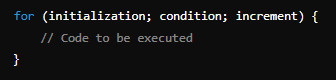 for (initialization; condition; increment) {
    // Code to be executed
}